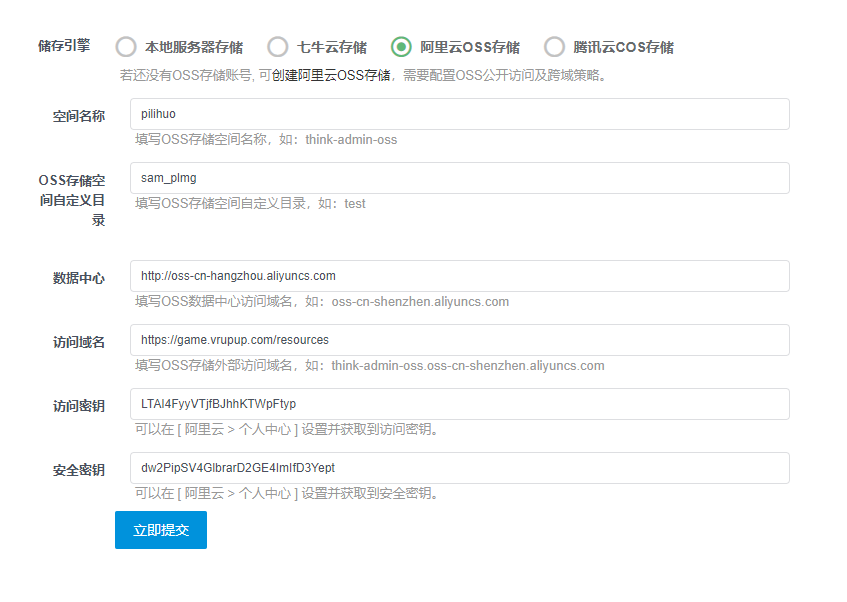 储存引擎 本地服务器存储 七牛云存储 阿里云OSS存储 腾讯云COS存储
若还没有OSS存储账号, 可创建阿里云OSS存储，需要配置OSS公开访问及跨域策略。
空间名称 pilihuo
填写OSS存储空间名称，如：think-admin-oss
OSS存储空
间自定义目
录
sam_plmg
填写OSS存储空间自定义目录，如：test
数据中心 http://oss-cn-hangzhou.aliyuncs.com
填写OSS数据中心访问域名，如：oss-cn-shenzhen.aliyuncs.com
访问域名 https://game.vrupup.com/resources
填写OSS存储外部访问域名，如：think-admin-oss.oss-cn-shenzhen.aliyuncs.com
访问密钥 LTAI4FyyVTjfBJhhKTWpFtyp
可以在 [ 阿里云 > 个人中心 ] 设置并获取到访问密钥。
安全密钥 dw2PipSV4GlbrarD2GE4ImIfD3Yept
可以在 [ 阿里云 > 个人中心 ] 设置并获取到安全密钥。
立即提交